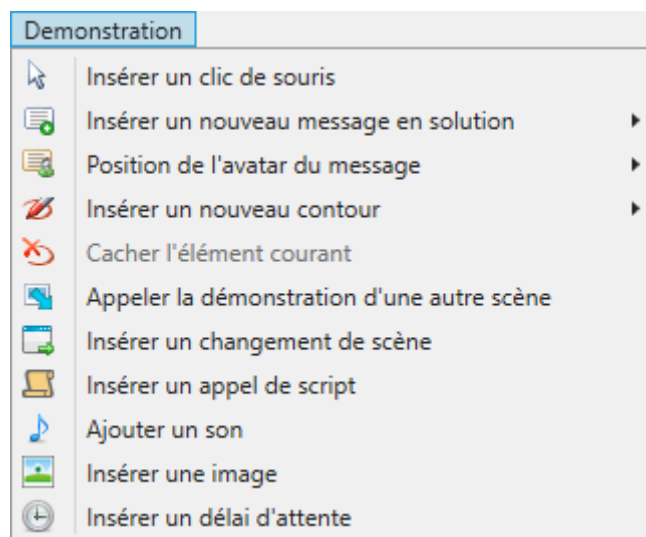 Demonstration
Insérer un clic de souris
Insérer un nouveau message en solution
Position de l'avatar du message
Insérer un nouveau contour
Cacher l'élément courant
Appeler la démonstration d'une autre scène
Insérer un changement de scène
Insérer un appel de script
Ajouter un son
Insérer une image
Insérer un délai d'attente